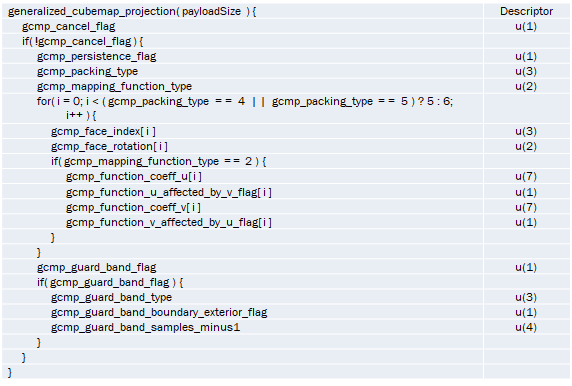 generalized_cubemap_projection( payloadSize ) { Descriptor
gcmp_cancel_flag u(1)
if( !gcmp_cancel_flag ) {
gcmp_persistence_flag u(1)
gcmp_packing_type u(3)
gcmp_mapping_function_type u(2)
for( i = 0; i < ( gcmp_packing_type = = 4 | | gcmp_packing_type = = 5 ) ? 5 : 6;
i++ ) {
gcmp_face_index[ i ] u(3)
gcmp_face_rotation[ i ] u(2)
if( gcmp_mapping_function_type = = 2 ) {
gcmp_function_coeff_u[ i ] u(7)
gcmp_function_u_affected_by_v_flag[ i ] u(1)
gcmp_function_coeff_v[ i ] u(7)
gcmp_function_v_affected_by_u_flag[ i ] u(1)
}
}
gcmp_guard_band_flag u(1)
if( gcmp_guard_band_flag ) {
gcmp_guard_band_type u(3)
gcmp_guard_band_boundary_exterior_flag u(1)
gcmp_guard_band_samples_minus1 u(4)
}
}
}